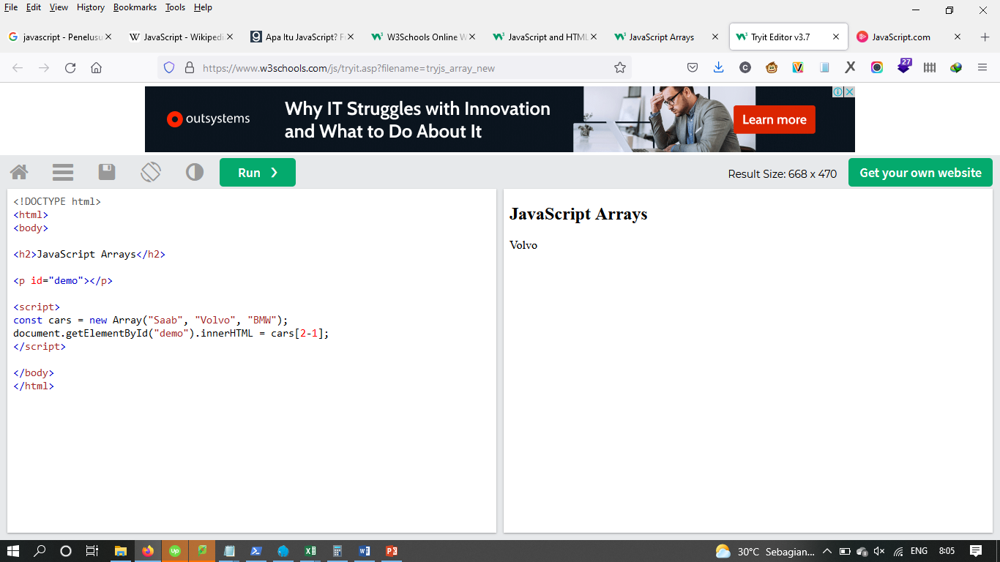 File Edit View History Bookmarks Tools Help
javascript - Penelusu
JavaScript - Wikipedi
Apa Itu JavaScript? F
W3Schools Online W
JavaScript and HTML
JavaScript Arrays
Tryit Editor v3.7
JavaScript.com
https://www.w3schools.com/js/tryit.asp?filename=tryjs_array_new
27
outsystems
Why IT Struggles with Innovation
and What to Do About It
Learn more
Run
Result Size: 668 x 470
Get your own website
<!DOCTYPE html>
<html>
<body>
<h2>JavaScript Arrays</h2>
<p id="demo"></p>
<script>
const cars = new Array("Saab", "Volvo", "BMW");
document.getElementById("demo").innerHTML = cars[2-1];
</script>
</body>
</html>
JavaScript Arrays
Volvo
30°C Sebagian... ENG 8:05